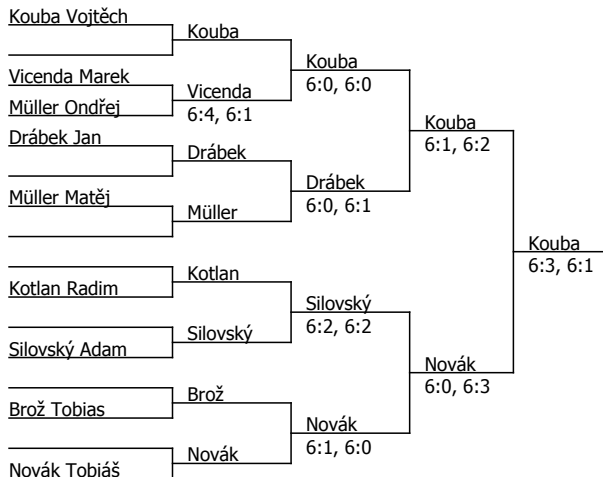 Kouba Vojtěch
Kouba
Kouba
6:0, 6:0
Vicenda Marek
Vicenda
6:4, 6:1
Müller Ondřej
Kouba
6:1, 6:2
Drábek Jan
Drábek
Drábek
6:0, 6:1
Müller Matěj
Müller
Kouba
6:3, 6:1
Kotlan
Kotlan Radim
Silovský
6:2, 6:2
Silovský
Silovský Adam
Novák
6:0, 6:3
Brož
Brož Tobias
Novák
6:1, 6:0
Novák
Novák Tobiáš